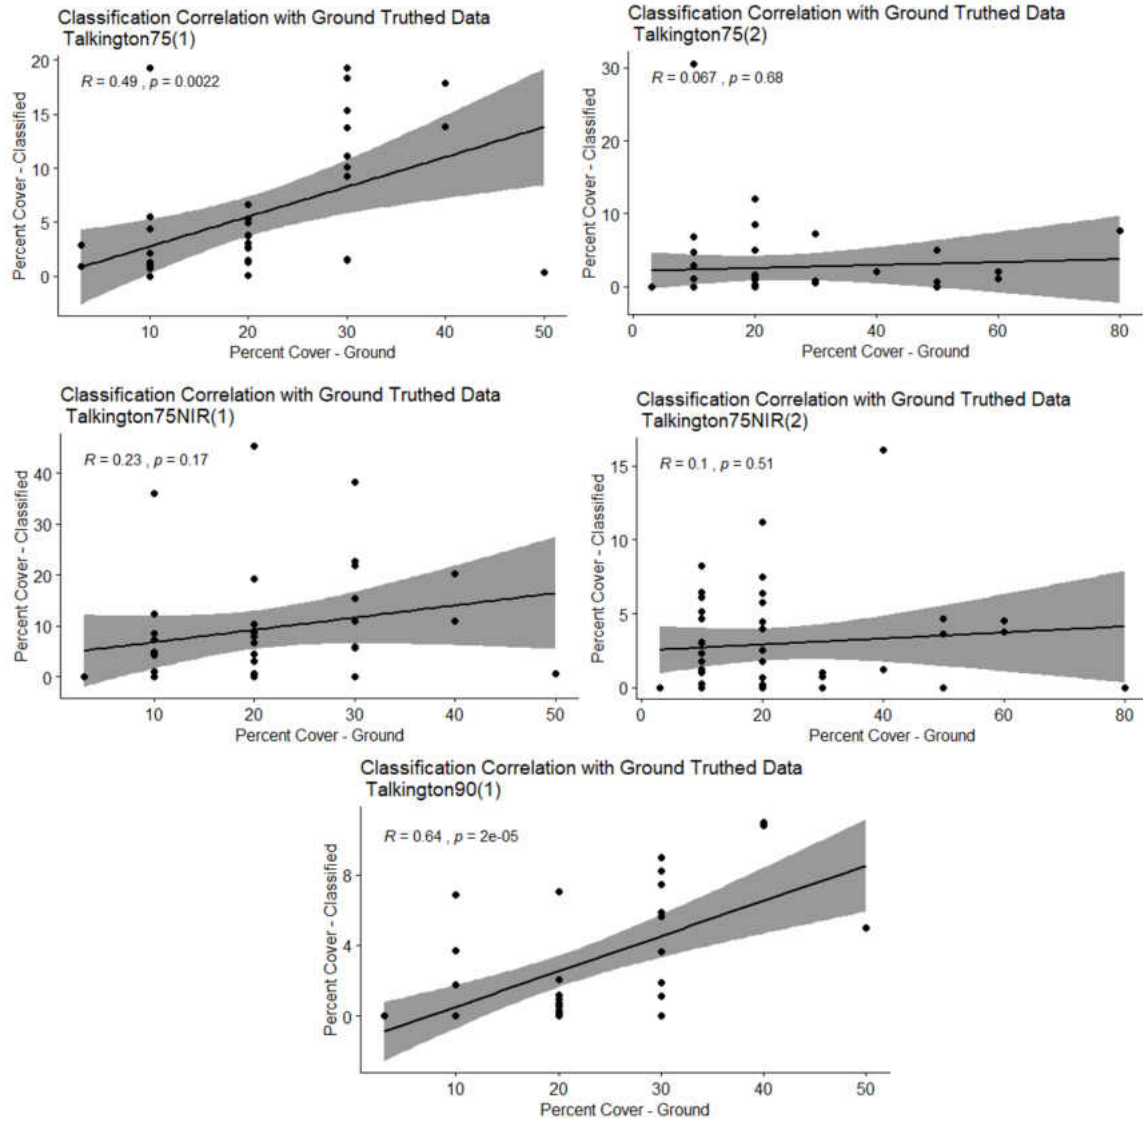 Classification Correlation with Ground Truthed Data
Talkington75(1)
R = 0.49 , p = 0.0022
Percent Cover - Classified
20
15
10
5
0
10 20 30 40 50
Percent Cover - Ground
Classification Correlation with Ground Truthed Data
Talkington75(2)
R = 0.067 , p = 0.68
Percent Cover - Classified
30
20
10
0
0 20 40 60 80
Percent Cover - Ground
Classification Correlation with Ground Truthed Data
Talkington75NIR(1)
R = 0.23 , p = 0.17
Percent Cover - Classified
40
30
20
10
0
10 20 30 40 50
Percent Cover - Ground
Classification Correlation with Ground Truthed Data
Talkington75NIR(2)
R = 0.1 , p = 0.51
Percent Cover - Classified
15
10
5
0
0 20 40 60 80
Percent Cover - Ground
Classification Correlation with Ground Truthed Data
Talkington90(1)
R = 0.64 , p = 2e-05
Percent Cover - Classified
8
4
0
10 20 30 40 50
Percent Cover - Ground